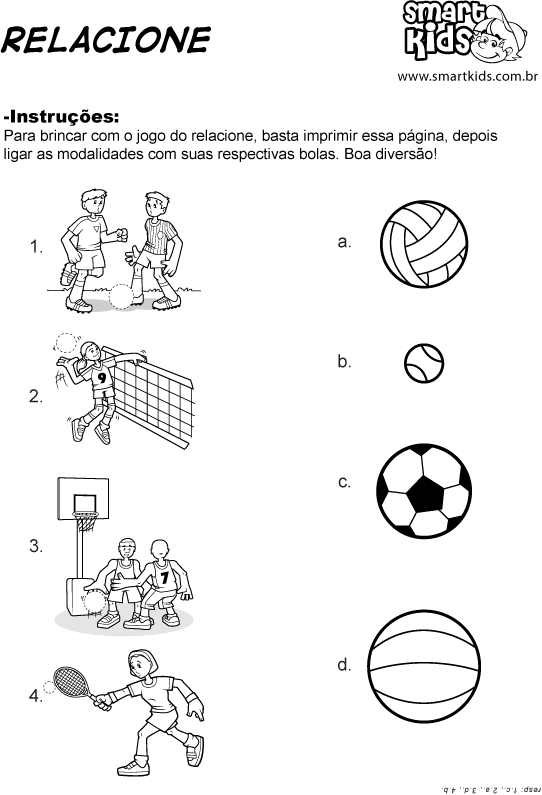 RELACIONE
smart
Kids
www.smartkids.com.br
-Instruções:
Para brincar com o jogo do relacione, basta imprimir essa página, depois
ligar as modalidades com suas respectivas bolas. Boa diversão!
1.
a.
b.
2.
9
1
c.
3.
7
d.
4.
resp: 1.c., 2.a., 3.d., 4.b.